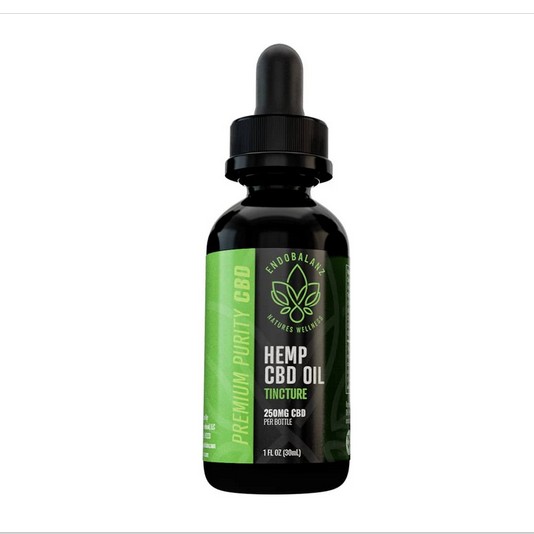 ENDOBALANZ
NATURES WELLNESS
PREMIUM PURITY CBD
HEMP
CBD OIL
TINCTURE
250MG CBD
PER BOTTLE
1 FL OZ (30mL)